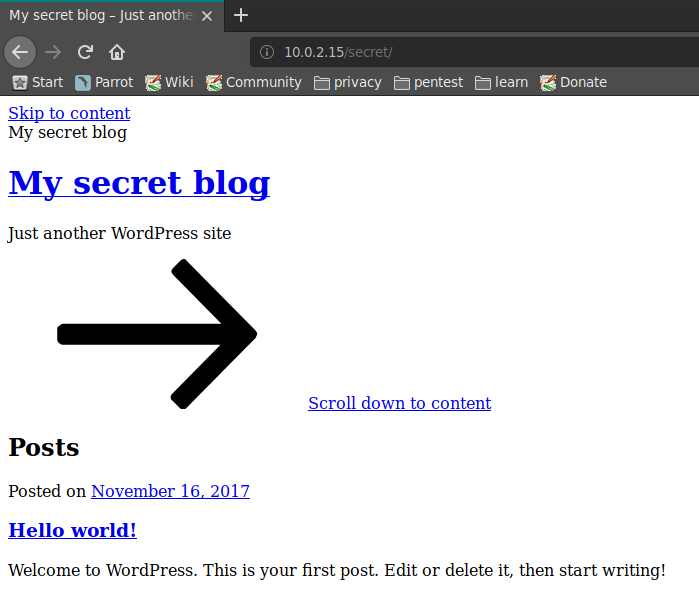 My secret blog – Just anothe
10.0.2.15/secret/
Start Parrot Wiki Community privacy pentest learn Donate
Skip to content
My secret blog
My secret blog
Just another WordPress site
Scroll down to content
Posts
Posted on November 16, 2017
Hello world!
Welcome to WordPress. This is your first post. Edit or delete it, then start writing!